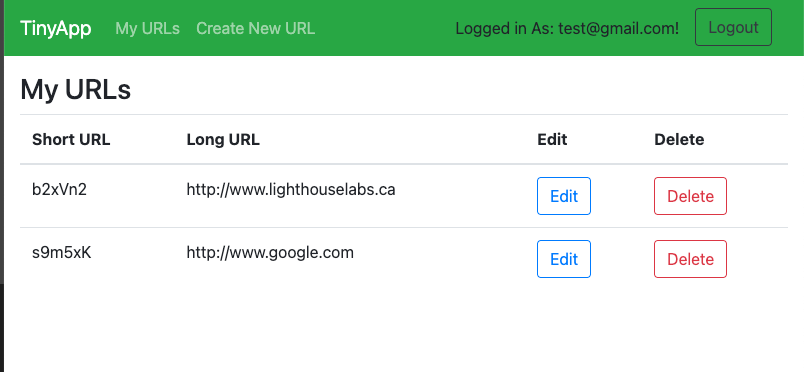 TinyApp My URLs Create New URL Logged in As: test@gmail.com! Logout
My URLs
Short URL Long URL Edit Delete
b2xVn2 http://www.lighthouselabs.ca Edit Delete
s9m5xK http://www.google.com Edit Delete